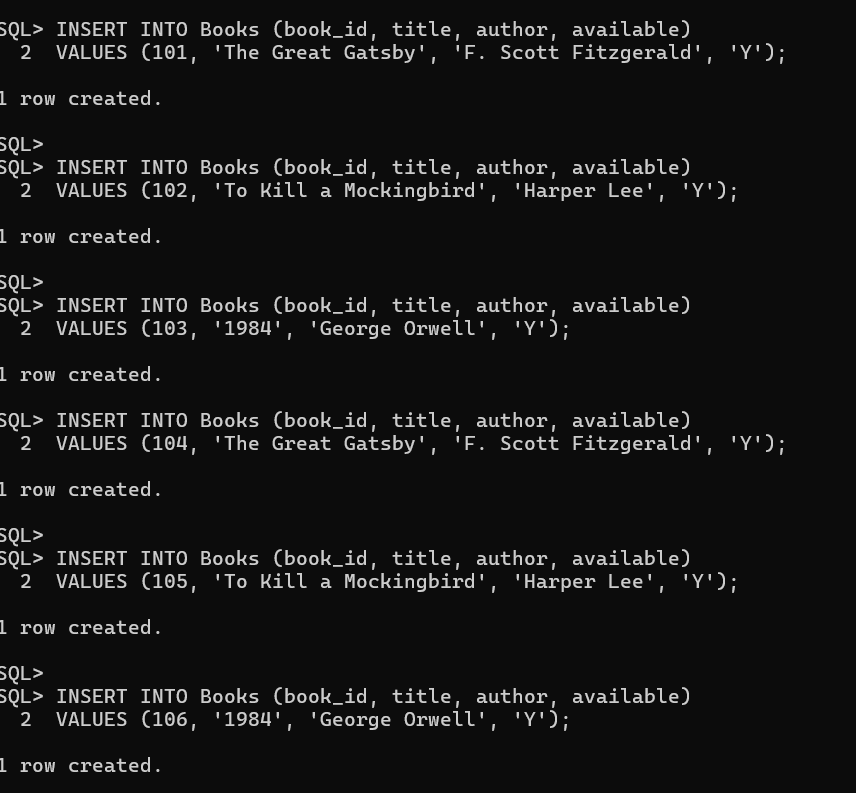 SQL> INSERT INTO Books (book_id, title, author, available)
2 VALUES (101, 'The Great Gatsby', 'F. Scott Fitzgerald', 'Y');
1 row created.
SQL>
SQL> INSERT INTO Books (book_id, title, author, available)
2 VALUES (102, 'To Kill a Mockingbird', 'Harper Lee', 'Y');
1 row created.
SQL>
SQL> INSERT INTO Books (book_id, title, author, available)
2 VALUES (103, '1984', 'George Orwell', 'Y');
1 row created.
SQL> INSERT INTO Books (book_id, title, author, available)
2 VALUES (104, 'The Great Gatsby', 'F. Scott Fitzgerald', 'Y');
1 row created.
SQL>
SQL> INSERT INTO Books (book_id, title, author, available)
2 VALUES (105, 'To Kill a Mockingbird', 'Harper Lee', 'Y');
1 row created.
SQL>
SQL> INSERT INTO Books (book_id, title, author, available)
2 VALUES (106, '1984', 'George Orwell', 'Y');
1 row created.